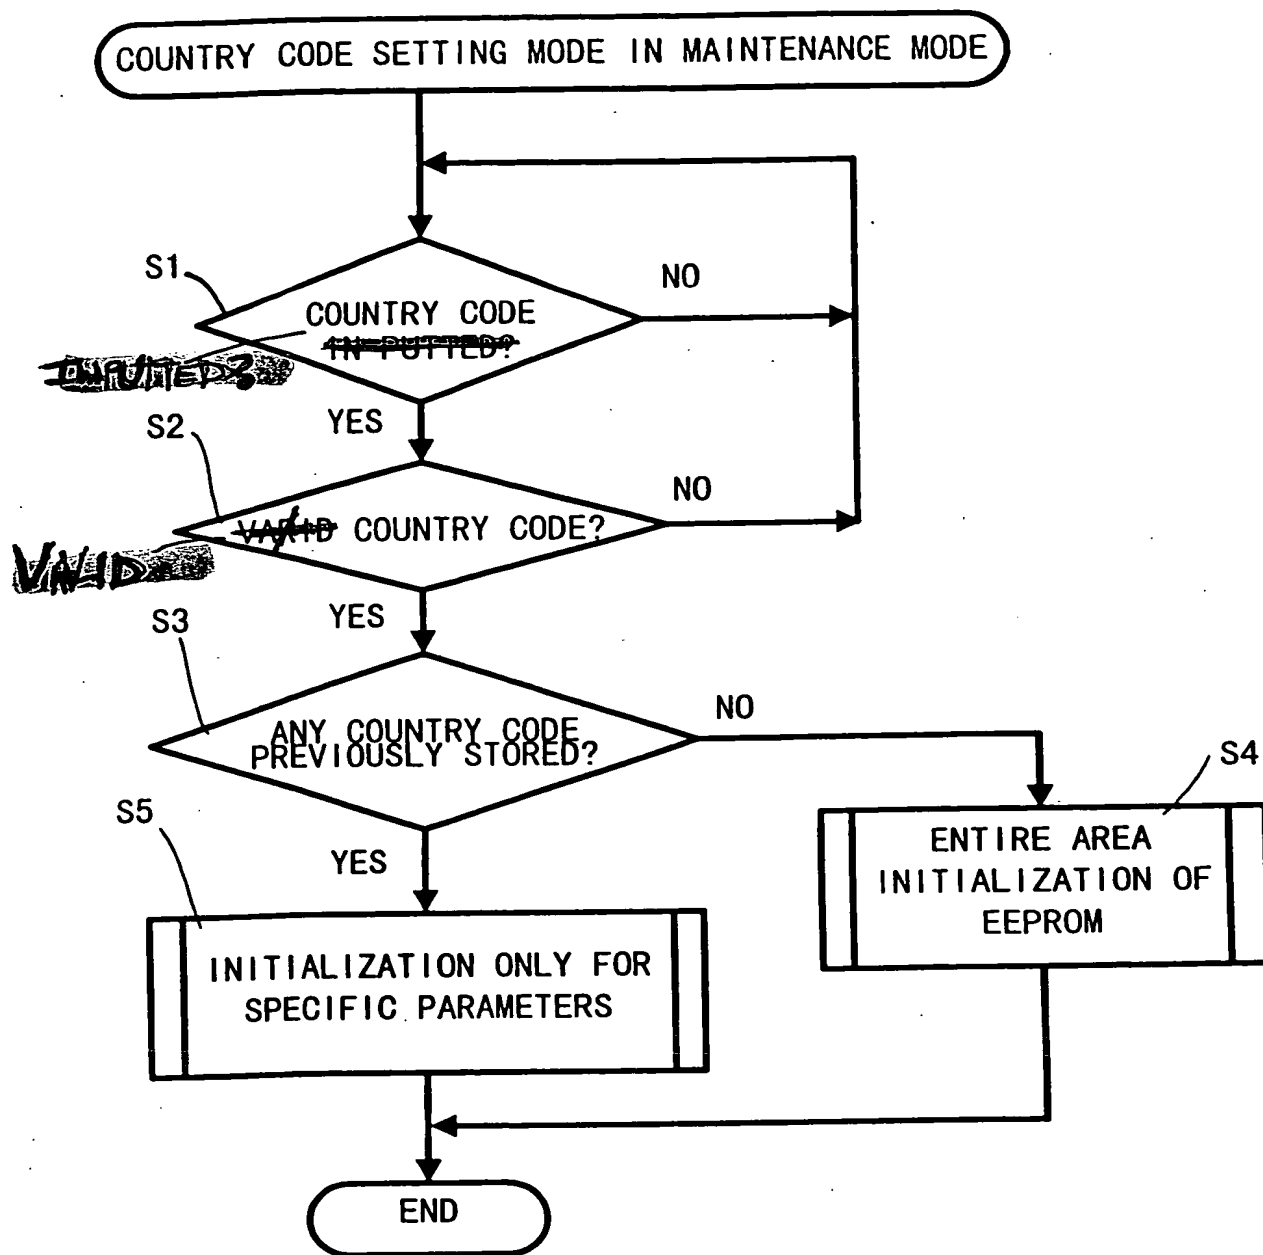 COUNTRY CODE SETTING MODE IN MAINTENANCE MODE
S1
NO
COUNTRY CODE
IN-PUTTED?
INPUTTED?
YES
S2
NO
VARID COUNTRY CODE?
VALID
YES
S3
NO
ANY COUNTRY CODE
PREVIOUSLY STORED?
S4
S5
YES
ENTIRE AREA
INITIALIZATION OF
EEPROM
INITIALIZATION ONLY FOR
SPECIFIC PARAMETERS
END